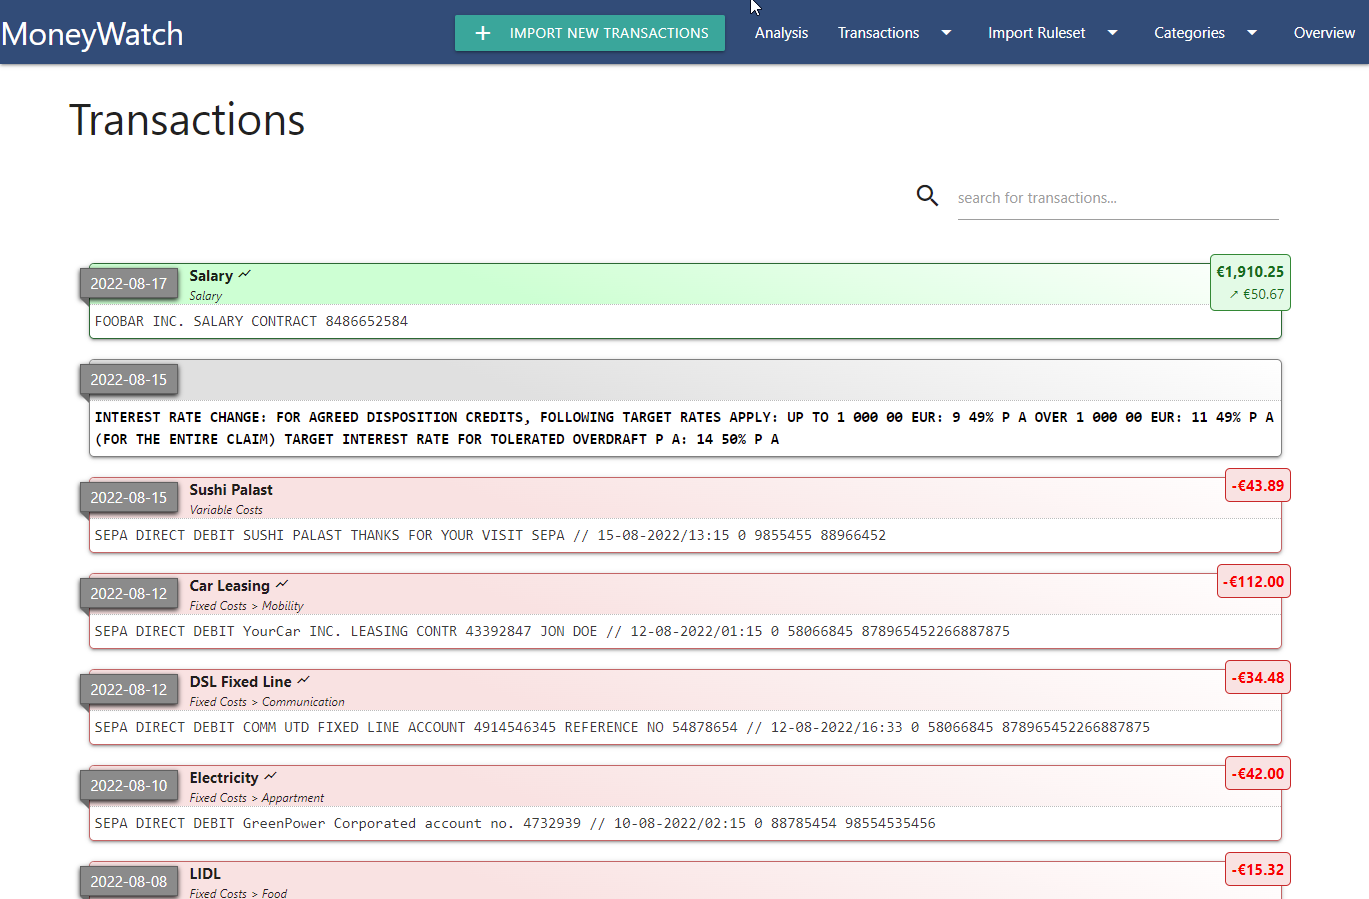 MoneyWatch
+ IMPORT NEW TRANSACTIONS
Analysis
Transactions
Import Ruleset
Categories
Overview
Transactions
search for transactions...
2022-08-17
Salary
€1,910.25
Salary
↗ €50.67
FOOBAR INC. SALARY CONTRACT 8486652584
2022-08-15
INTEREST RATE CHANGE: FOR AGREED DISPOSITION CREDITS, FOLLOWING TARGET RATES APPLY: UP TO 1 000 00 EUR: 9 49% P A OVER 1 000 00 EUR: 11 49% P A
(FOR THE ENTIRE CLAIM) TARGET INTEREST RATE FOR TOLERATED OVERDRAFT P A: 14 50% P A
2022-08-15
Sushi Palast
-€43.89
Variable Costs
SEPA DIRECT DEBIT SUSHI PALAST THANKS FOR YOUR VISIT SEPA // 15-08-2022/13:15 0 9855455 88966452
2022-08-12
Car Leasing
-€112.00
Fixed Costs > Mobility
SEPA DIRECT DEBIT YourCar INC. LEASING CONTR 43392847 JON DOE // 12-08-2022/01:15 0 58066845 878965452266887875
2022-08-12
DSL Fixed Line
-€34.48
Fixed Costs > Communication
SEPA DIRECT DEBIT COMM UTD FIXED LINE ACCOUNT 4914546345 REFERENCE NO 54878654 // 12-08-2022/16:33 0 58066845 878965452266887875
2022-08-10
Electricity
-€42.00
Fixed Costs > Appartment
SEPA DIRECT DEBIT GreenPower Corporated account no. 4732939 // 10-08-2022/02:15 0 88785454 98554535456
2022-08-08
LIDL
-€15.32
Fixed Costs > Food